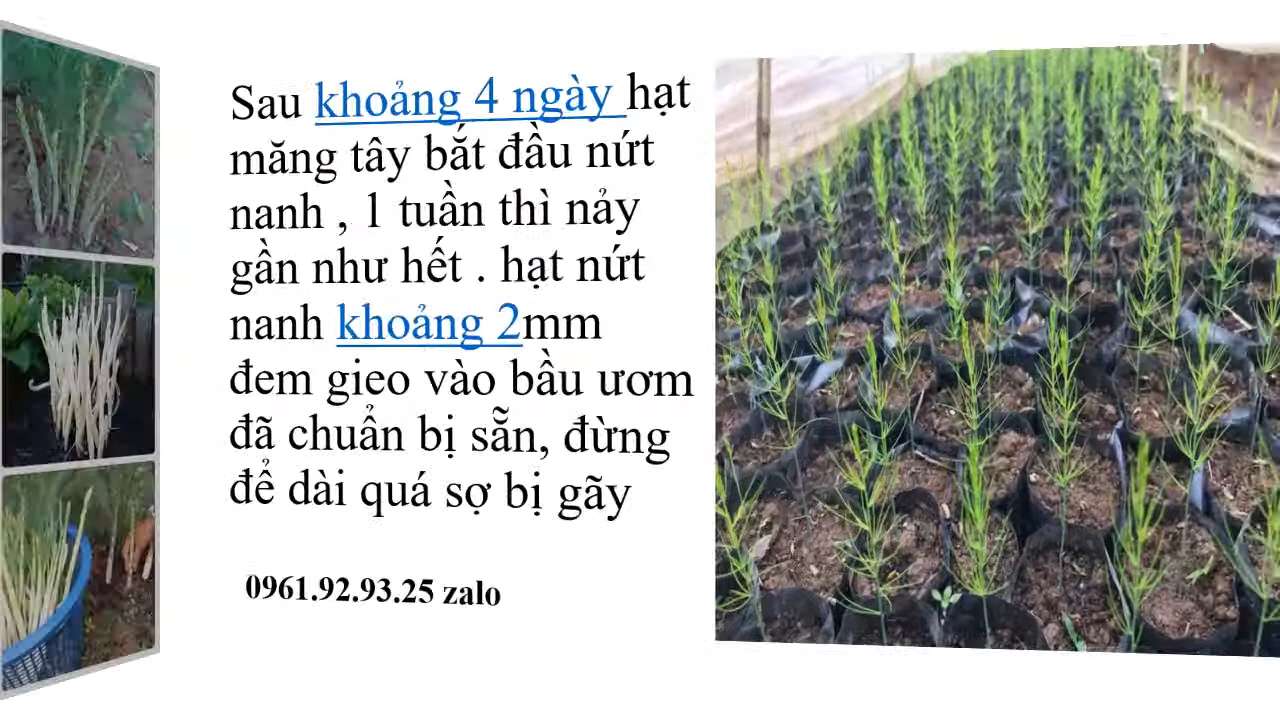 Sau khoảng 4 ngày hạt
măng tây bắt đầu nứt
nanh , 1 tuần thì nảy
gần như hết . hạt nứt
nanh khoảng 2mm
đem gieo vào bầu ươm
đã chuẩn bị sẵn, đừng
để dài quá sợ bị gãy
0961.92.93.25 zalo